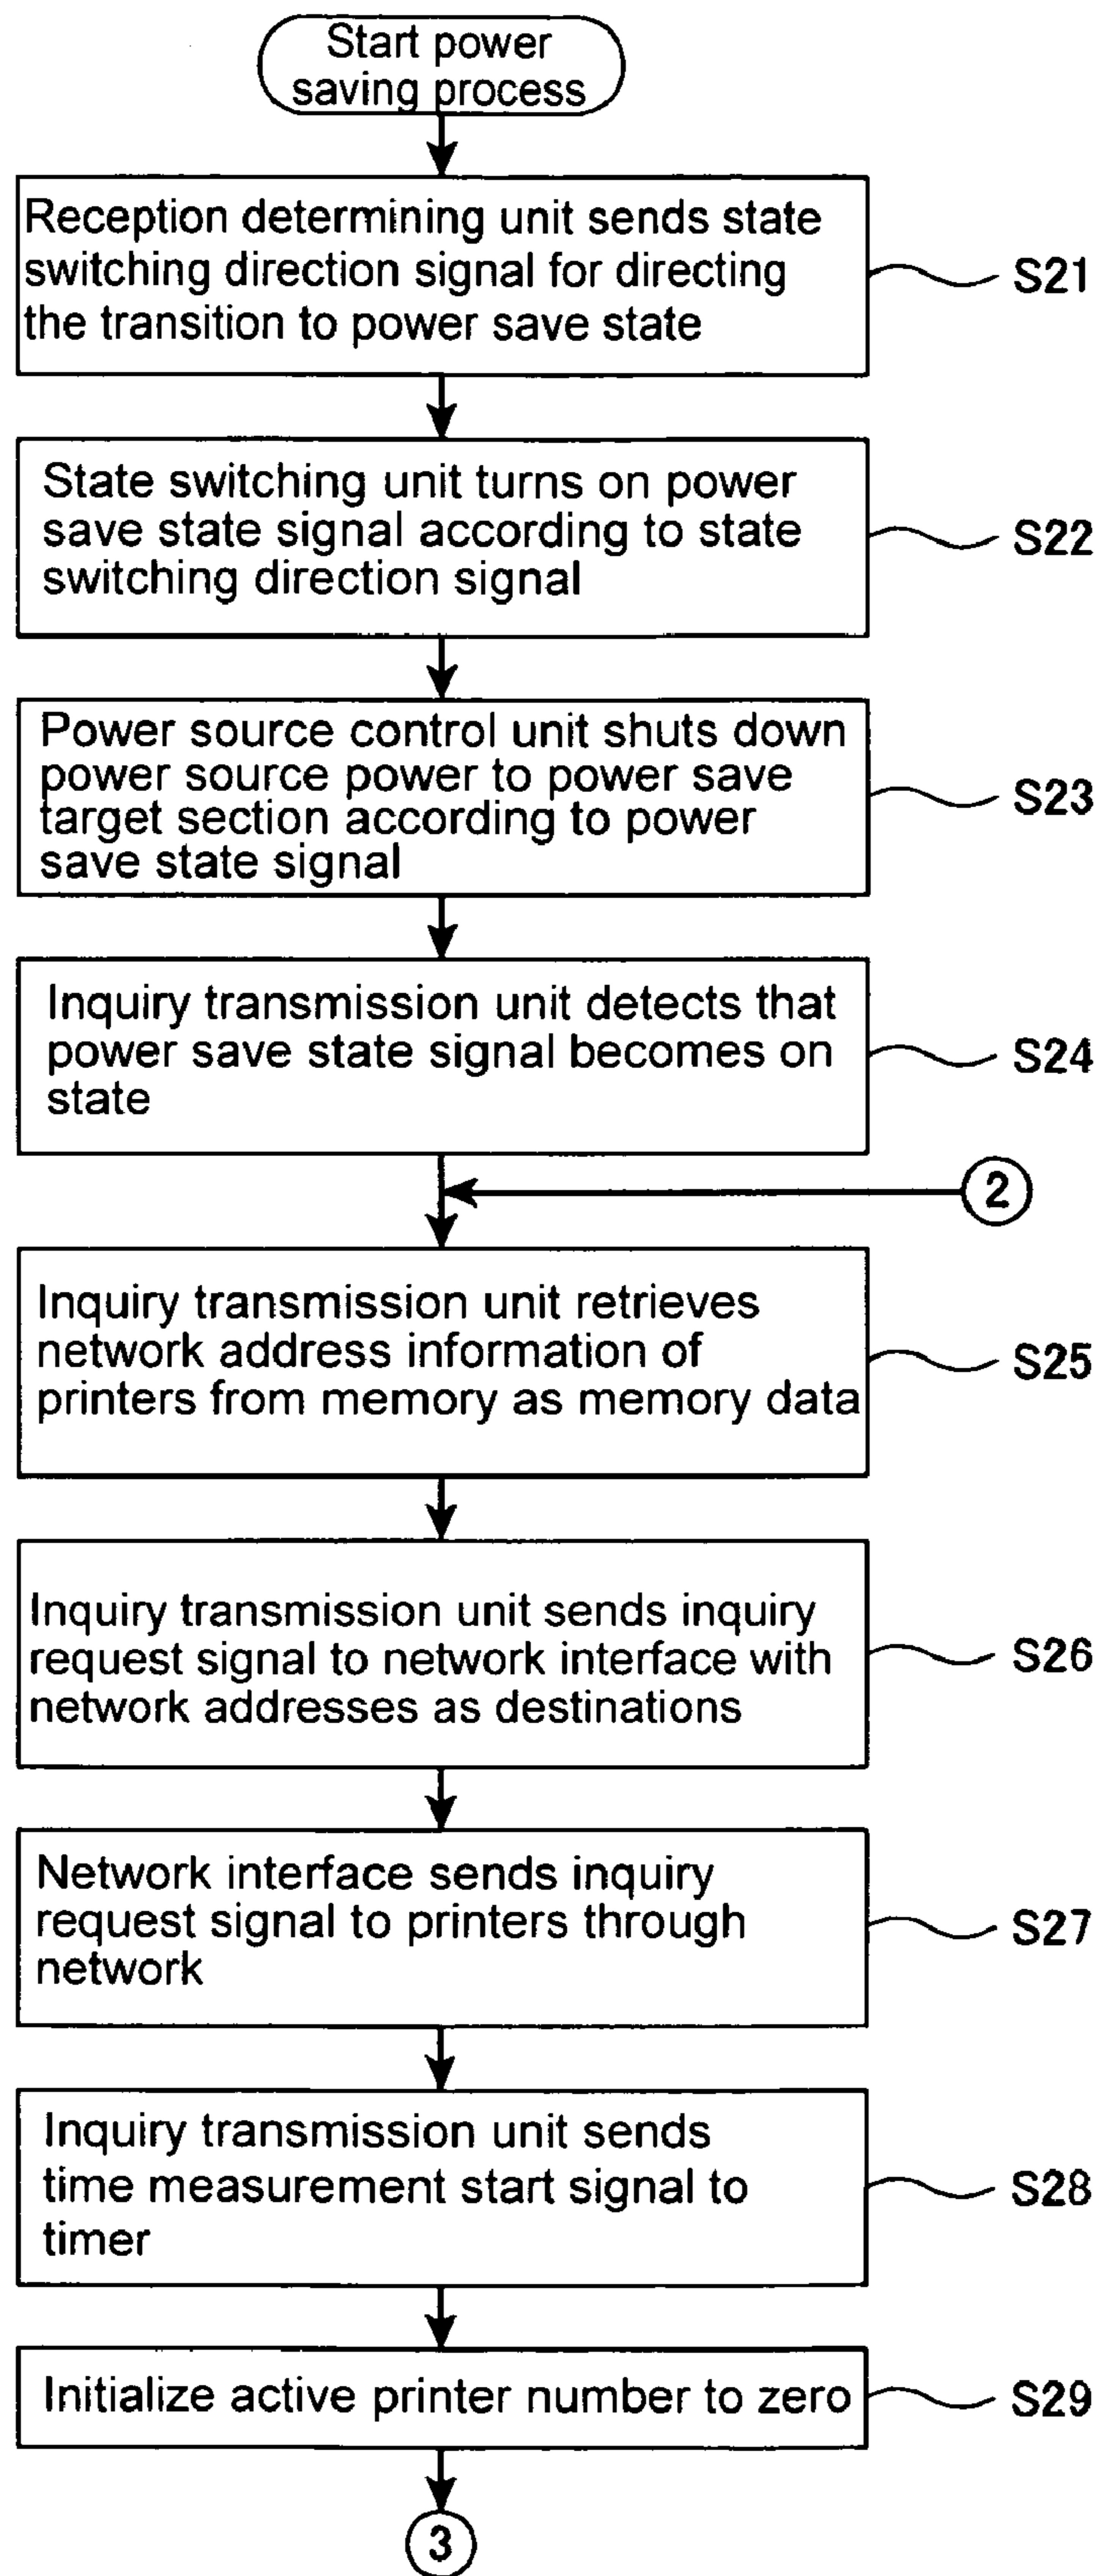 Start power
saving process
Reception determining unit sends state
switching direction signal for directing
the transition to power save state
S21
State switching unit turns on power
save state signal according to state
switching direction signal
S22
Power source control unit shuts down
power source power to power save
target section according to power
save state signal
S23
Inquiry transmission unit detects that
power save state signal becomes on
state
S24
2
Inquiry transmission unit retrieves
network address information of
printers from memory as memory data
S25
Inquiry transmission unit sends inquiry
request signal to network interface with
network addresses as destinations
S26
Network interface sends inquiry
request signal to printers through
network
S27
Inquiry transmission unit sends
time measurement start signal to
timer
S28
Initialize active printer number to zero
S29
3